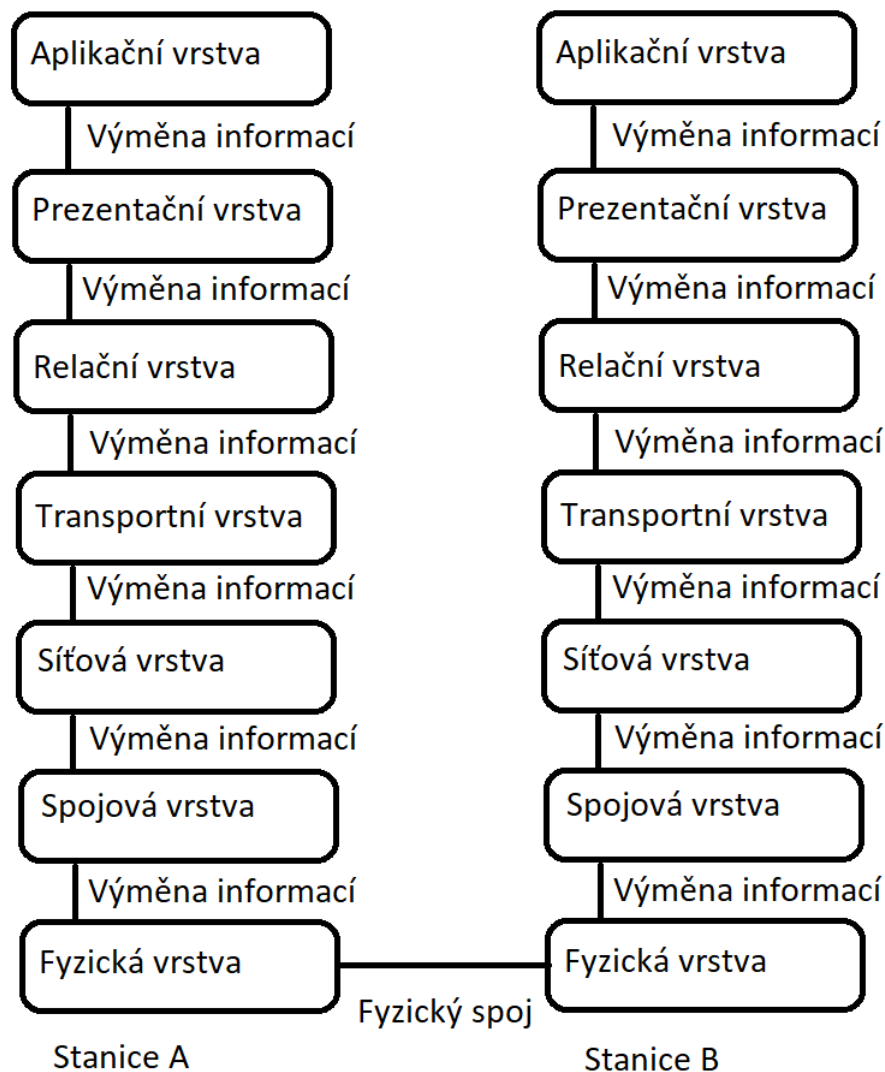 Aplikační vrstva
Výměna informací
Prezentační vrstva
Výměna informací
Relační vrstva
Výměna informací
Transportní vrstva
Výměna informací
Síťová vrstva
Výměna informací
Spojová vrstva
Výměna informací
Fyzická vrstva
Stanice A
Fyzický spoj
Aplikační vrstva
Výměna informací
Prezentační vrstva
Výměna informací
Relační vrstva
Výměna informací
Transportní vrstva
Výměna informací
Síťová vrstva
Výměna informací
Spojová vrstva
Výměna informací
Fyzická vrstva
Stanice B